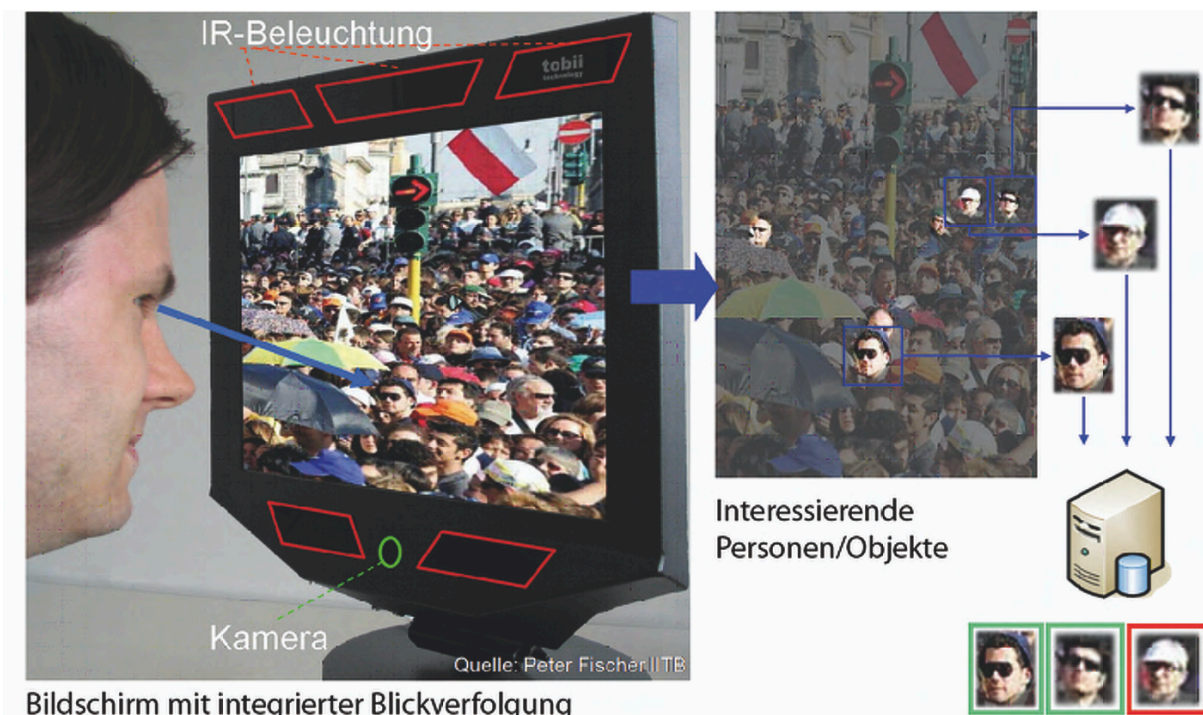 IR-Beleuchtung
tobii
technology
Interessierende
Personen/Objekte
Kamera
Quelle: Peter Fischer IITB
Bildschirm mit integrierter Blickverfolgung